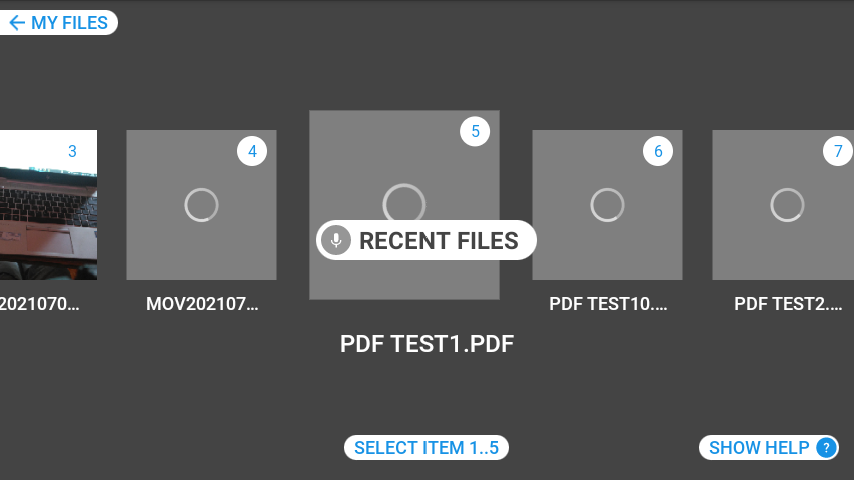 MY FILES
3
4
5
6
7
RECENT FILES
2021070...
MOV202107...
PDF TEST10....
PDF TEST2....
PDF TEST1.PDF
SELECT ITEM 1..5
SHOW HELP ?